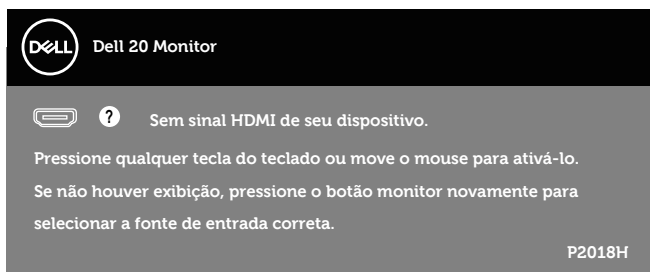 DELL Dell 20 Monitor
? Sem sinal HDMI de seu dispositivo.
Pressione qualquer tecla do teclado ou move o mouse para ativá-lo.
Se não houver exibição, pressione o botão monitor novamente para
selecionar a fonte de entrada correta.
P2018H